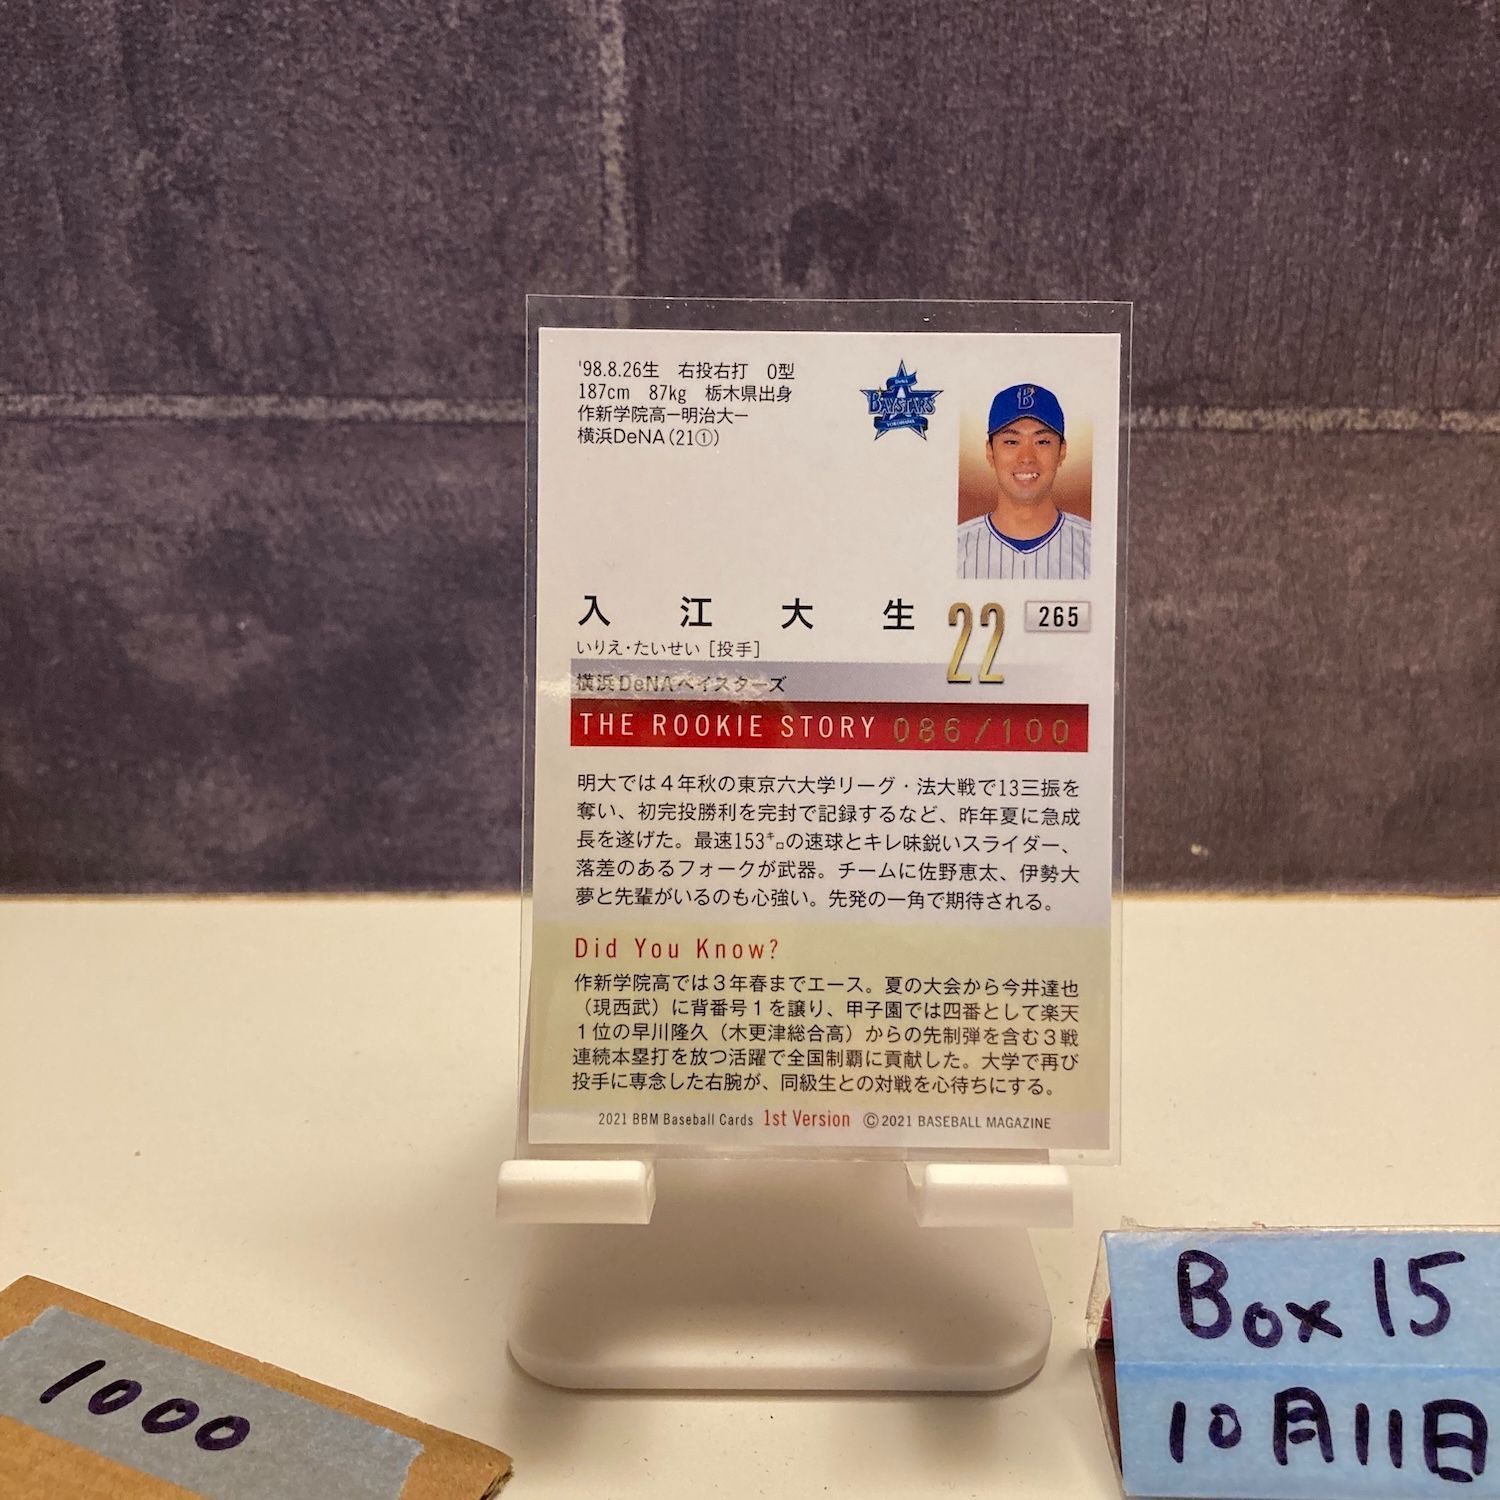 '98.8.26生 右投右打 O型
187cm 87kg 栃木県出身
作新学院高ー明治大ー
横浜DeNA(21①)
DeNA
BAYSTARS
YOKOHAMA
B
入江大生 22 265
いりえ・たいせい[投手]
横浜DeNAベイスターズ
THE ROOKIE STORY 086/100
明大では4年秋の東京六大学リーグ・法大戦で13三振を
奪い、初完投勝利を完封で記録するなど、昨年夏に急成
長を遂げた。最速153㌔の速球とキレ味鋭いスライダー、
落差のあるフォークが武器。チームに佐野恵太、伊勢大
夢と先輩がいるのも心強い。先発の一角で期待される。
Did You Know?
作新学院高では3年春までエース。夏の大会から今井達也
（現西武）に背番号1を譲り、甲子園では四番として楽天
1位の早川隆久（木更津総合高）からの先制弾を含む3戦
連続本塁打を放つ活躍で全国制覇に貢献した。大学で再び
投手に専念した右腕が、同級生との対戦を心待ちにする。
2021 BBM Baseball Cards 1st Version ©2021 BASEBALL MAGAZINE
1000
Box 15
10月11日